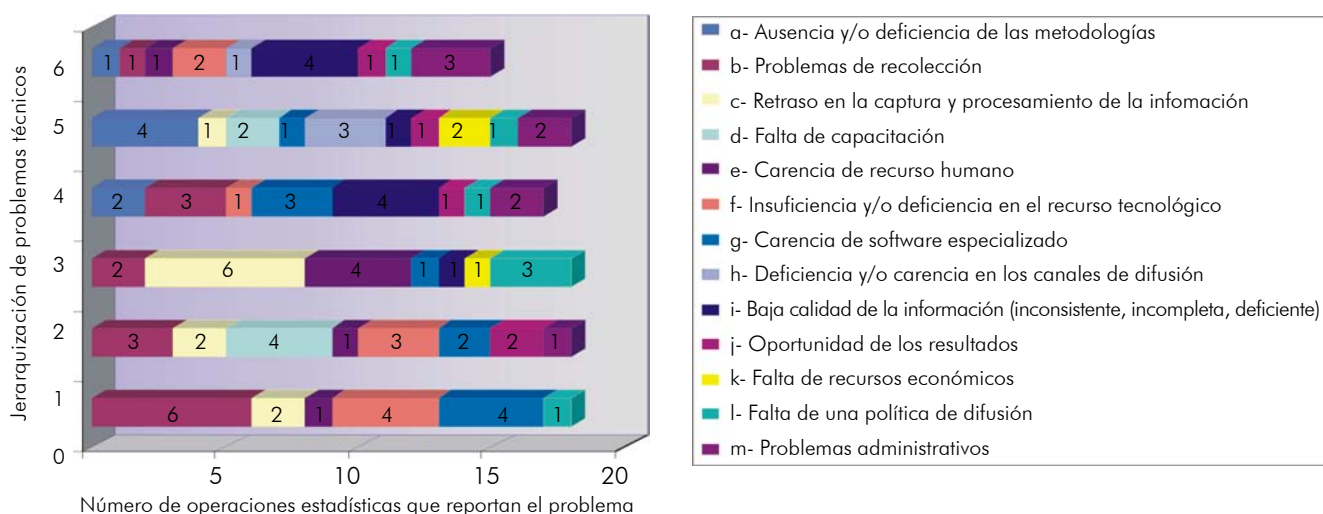 Jerarquización de problemas técnicos
6
1 1 1 2 1 4 1 1 3
5
4 1 2 1 3 1 1 2 1 2
4
2 3 1 3 4 1 1 2
3
2 6 4 1 1 1 3
2
3 2 4 1 3 2 2 1
1
6 2 1 4 4 1
0
5 10 15 20
Número de operaciones estadísticas que reportan el problema
a- Ausencia y/o deficiencia de las metodologías
b- Problemas de recolección
c- Retraso en la captura y procesamiento de la infomación
d- Falta de capacitación
e- Carencia de recurso humano
f- Insuficiencia y/o deficiencia en el recurso tecnológico
g- Carencia de software especializado
h- Deficiencia y/o carencia en los canales de difusión
i- Baja calidad de la información (inconsistente, incompleta, deficiente)
j- Oportunidad de los resultados
k- Falta de recursos económicos
l- Falta de una política de difusión
m- Problemas administrativos